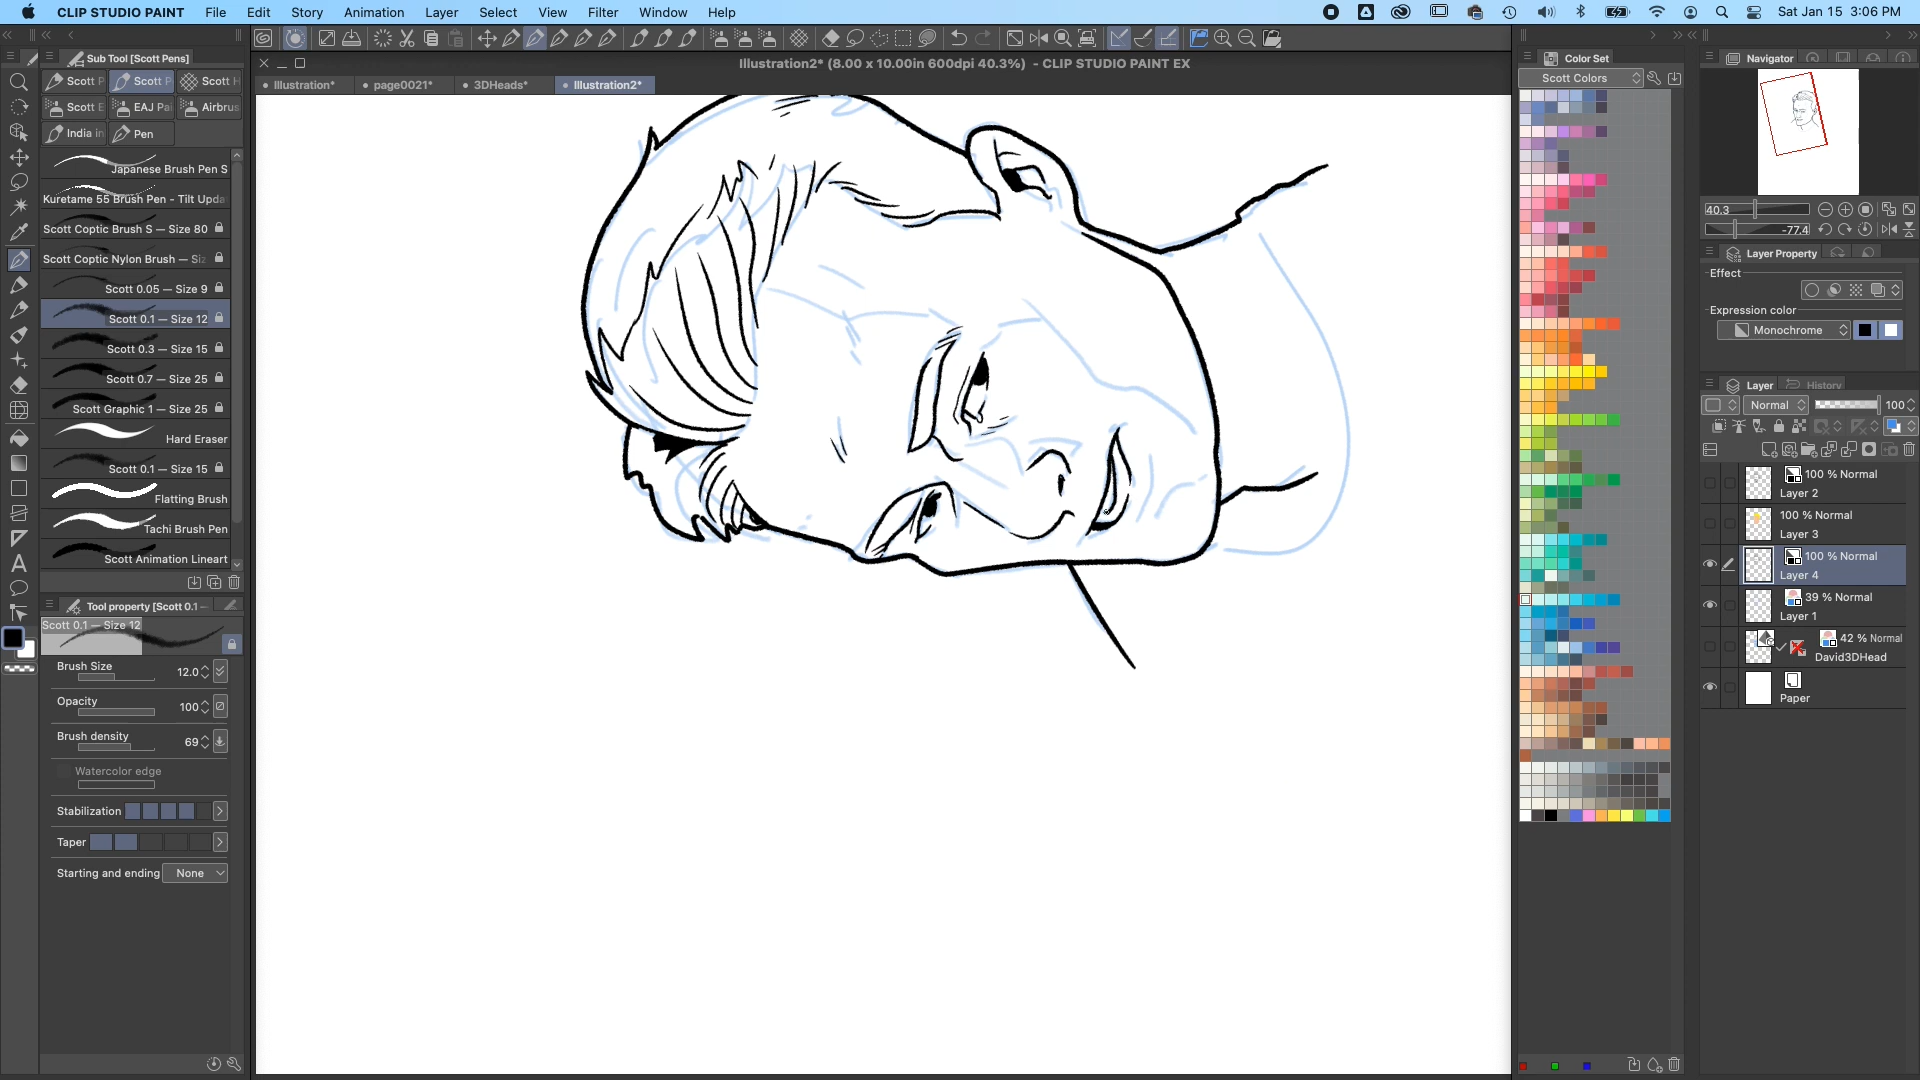 CLIP STUDIO PAINT File Edit Story Animation Layer Select View Filter Window Help Sat Jan 15 3:06 PM
Illustration2* (8.00 x 10.00in 600dpi 40.3%) - CLIP STUDIO PAINT EX
Illustration* page0021* 3DHeads* Illustration2*
Sub Tool [Scott Pens]
Scott P Scott P Scott H
Scott E EAJ Pai Airbrus
India in Pen
Japanese Brush Pen S
Kuretame 55 Brush Pen - Tilt Upda
Scott Coptic Brush S — Size 80
Scott Coptic Nylon Brush — Siz
Scott 0.05 — Size 9
Scott 0.1 — Size 12
Scott 0.3 — Size 15
Scott 0.7 — Size 25
Scott Graphic 1 — Size 25
Hard Eraser
Scott 0.1 — Size 15
Flatting Brush
Tachi Brush Pen
Scott Animation Lineart
Tool property [Scott 0.1 -
Scott 0.1 — Size 12
Brush Size 12.0
Opacity 100
Brush density 69
Watercolor edge
Stabilization
Taper
Starting and ending None
Color Set
Scott Colors
Navigator
40.3
-77.4
Layer Property
Effect
Expression color
Monochrome
Layer History
Normal 100
100 % Normal
Layer 2
100 % Normal
Layer 3
100 % Normal
Layer 4
39 % Normal
Layer 1
42 % Normal
David3DHead
Paper